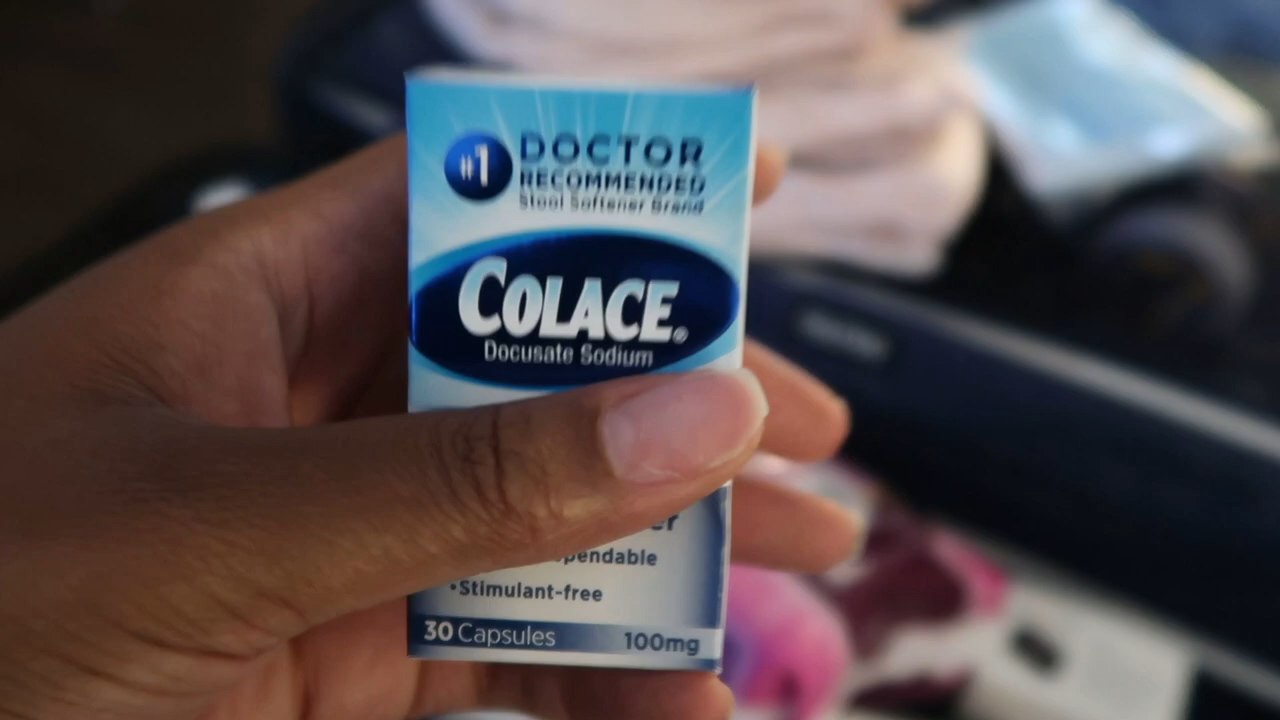 #1 DOCTOR
RECOMMENDED
Stool Softener Brand
COLACE®
Docusate Sodium
•Stimulant-free
30 Capsules 100mg